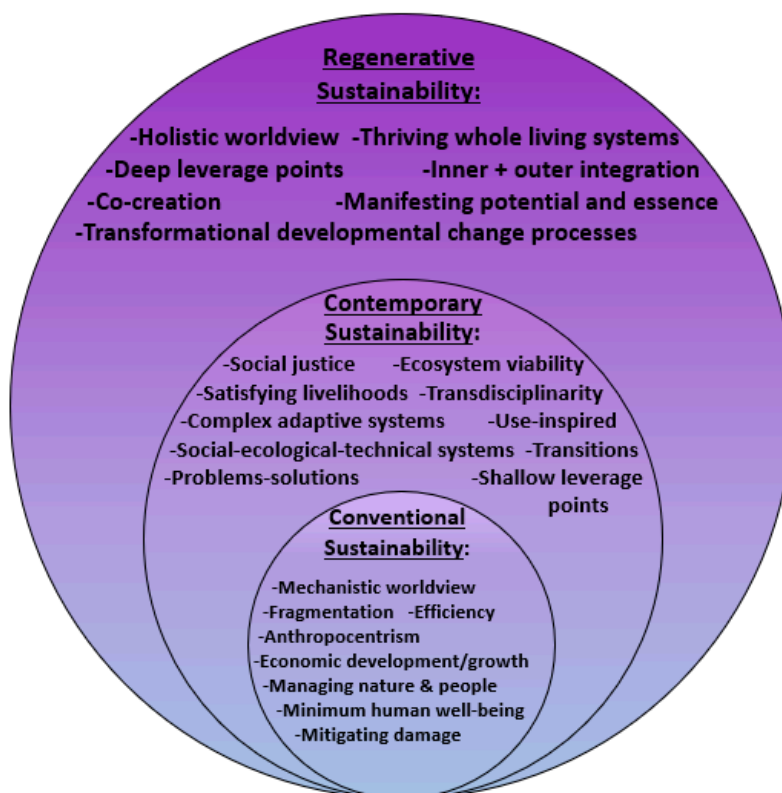 Regenerative
Sustainability:
-Holistic worldview -Thriving whole living systems
-Deep leverage points -Inner + outer integration
-Co-creation -Manifesting potential and essence
-Transformational developmental change processes
Contemporary
Sustainability:
-Social justice -Ecosystem viability
-Satisfying livelihoods -Transdisciplinarity
-Complex adaptive systems -Use-inspired
-Social-ecological-technical systems -Transitions
-Problems-solutions -Shallow leverage
points
Conventional
Sustainability:
-Mechanistic worldview
-Fragmentation -Efficiency
-Anthropocentrism
-Economic development/growth
-Managing nature & people
-Minimum human well-being
-Mitigating damage